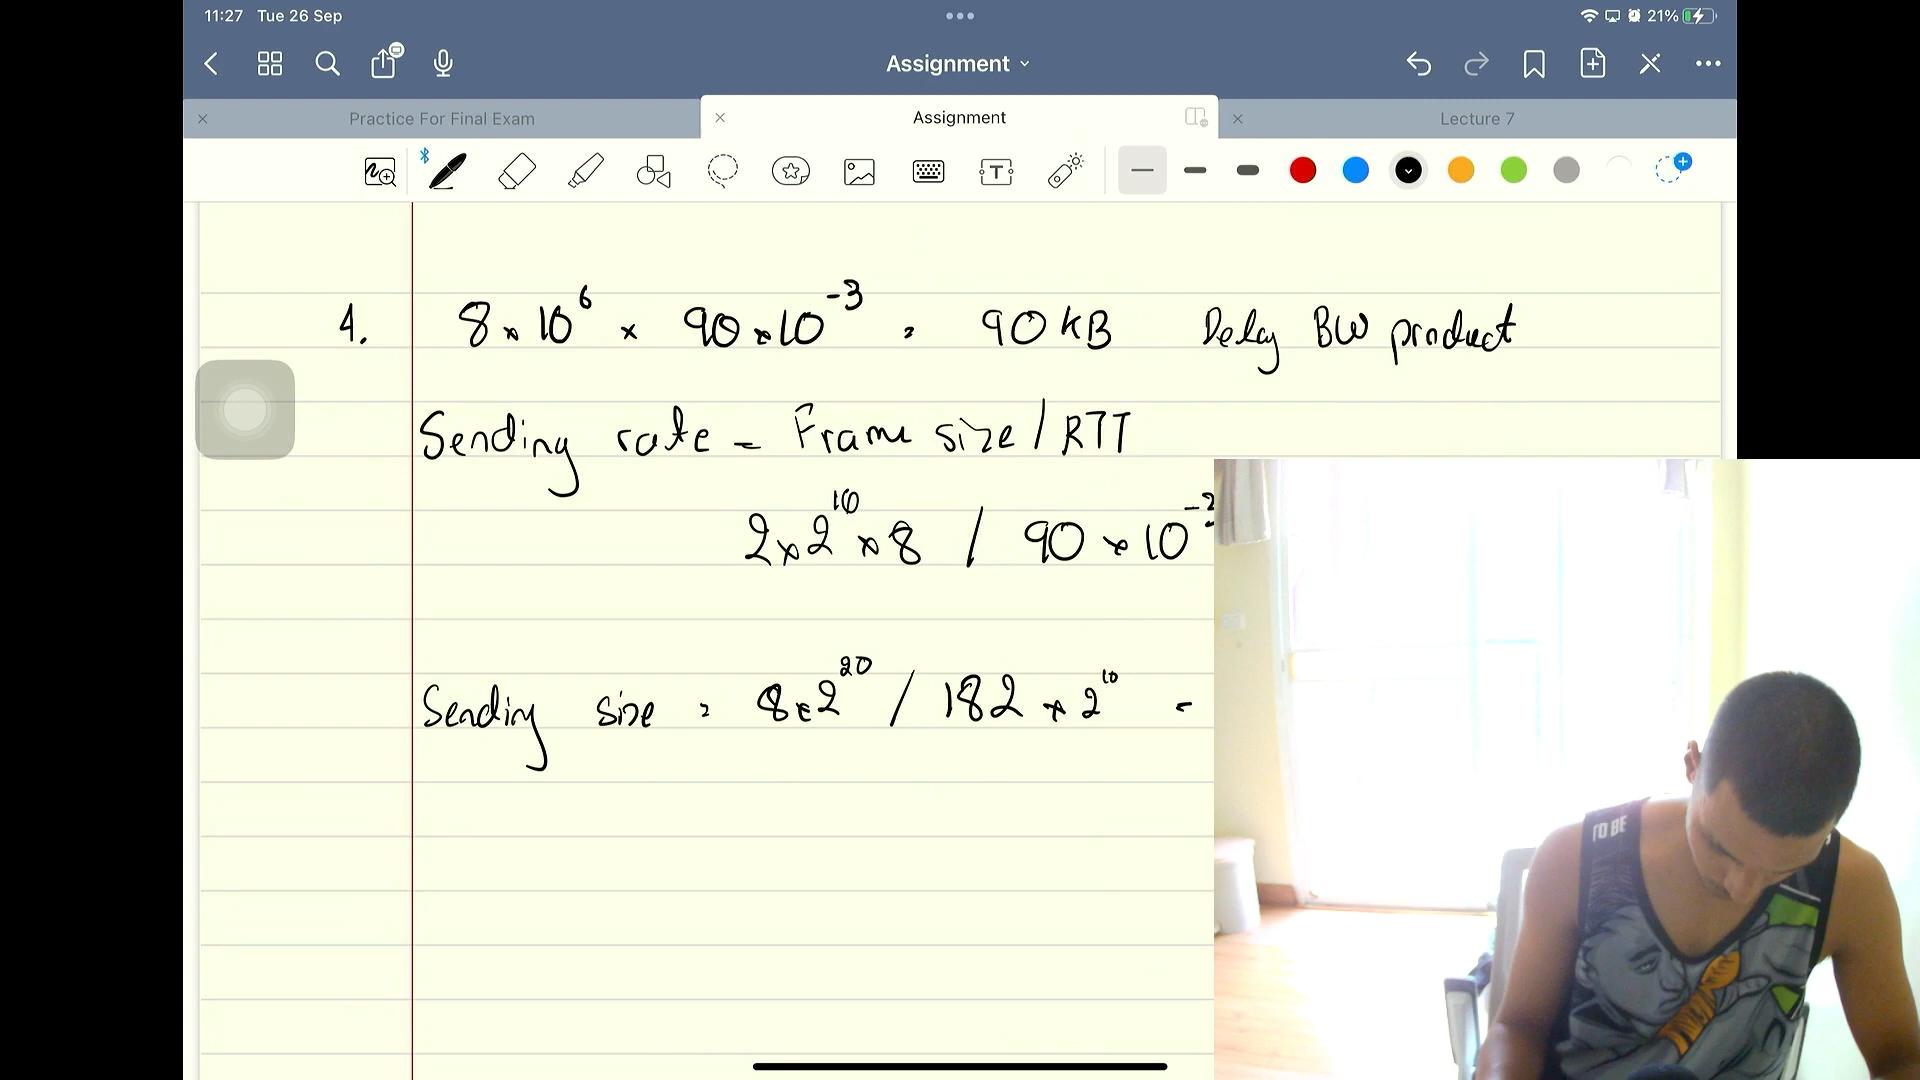 11:27 Tue 26 Sep 21%
Assignment
Practice For Final Exam Assignment Lecture 7
4. 8 × 10^6 × 90 × 10^-3 = 90 KB Delay BW product
Sending rate = Frame size / RTT
2 × 2^10 × 8 / 90 × 10
Sending size = 8 × 2^20 / 182 × 2^10 =
TO BE